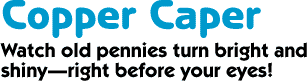 Copper Caper
Watch old pennies turn bright and
shiny—right before your eyes!